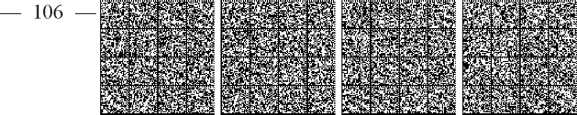 — 106 —